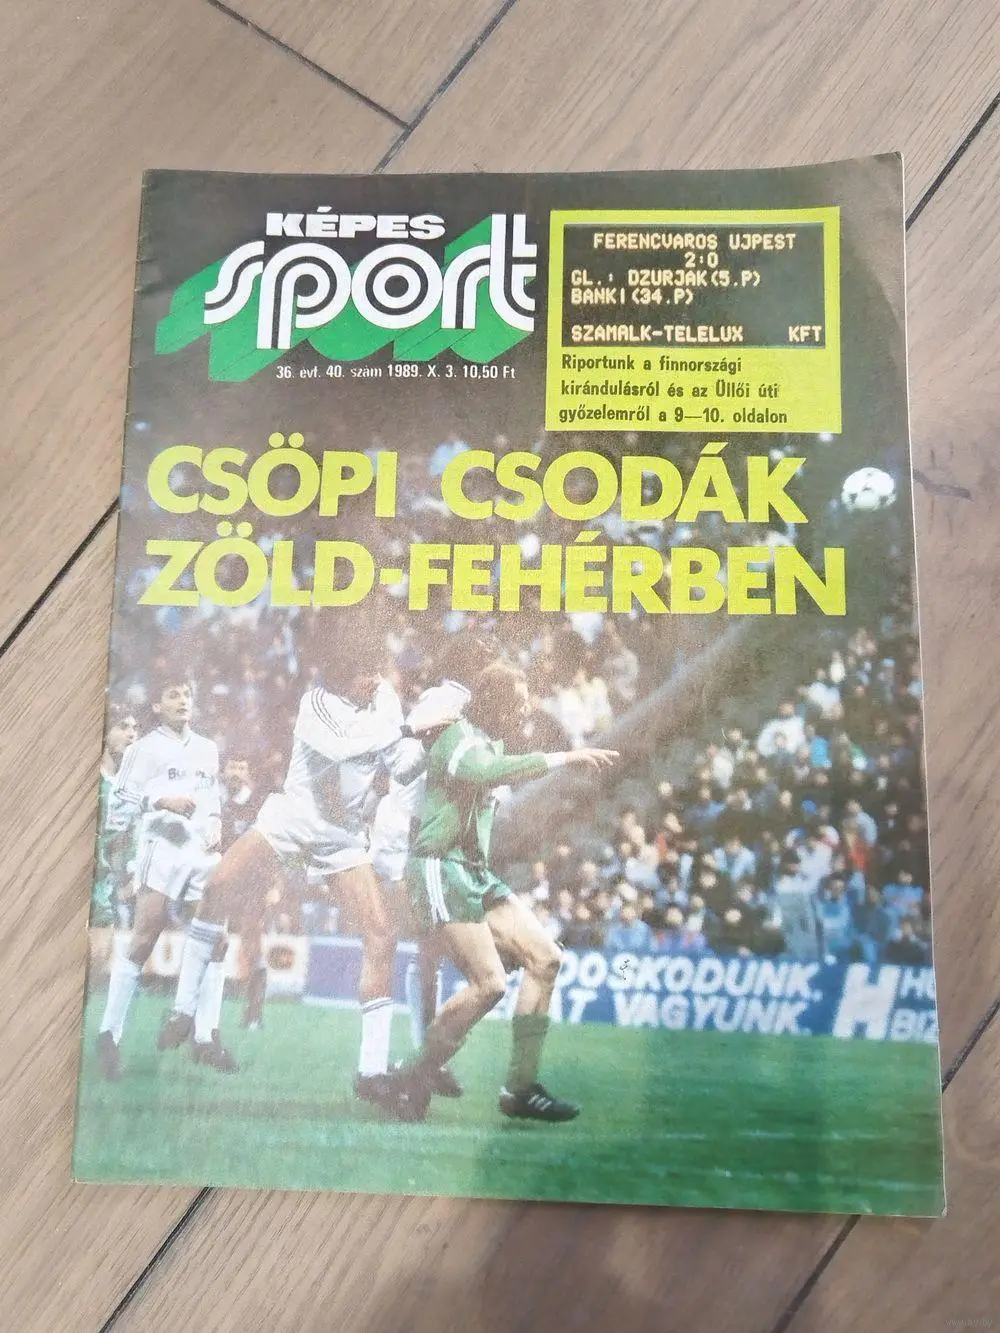 KÉPES
sport
36. évf. 40. szám 1989. X. 3. 10,50 Ft
FERENCVAROS UJPEST
2:0
GL.: DZURJAK(5.P)
BANKI(34.P)
SZAMALK-TELELUX KFT
Riportunk a finnországi
kirándulásról és az Üllői úti
győzelemről a 9—10. oldalon
CSÖPI CSODÁK
ZÖLD-FEHÉRBEN
DOSKODUNK.
VAGYUNK.
H
BIZ